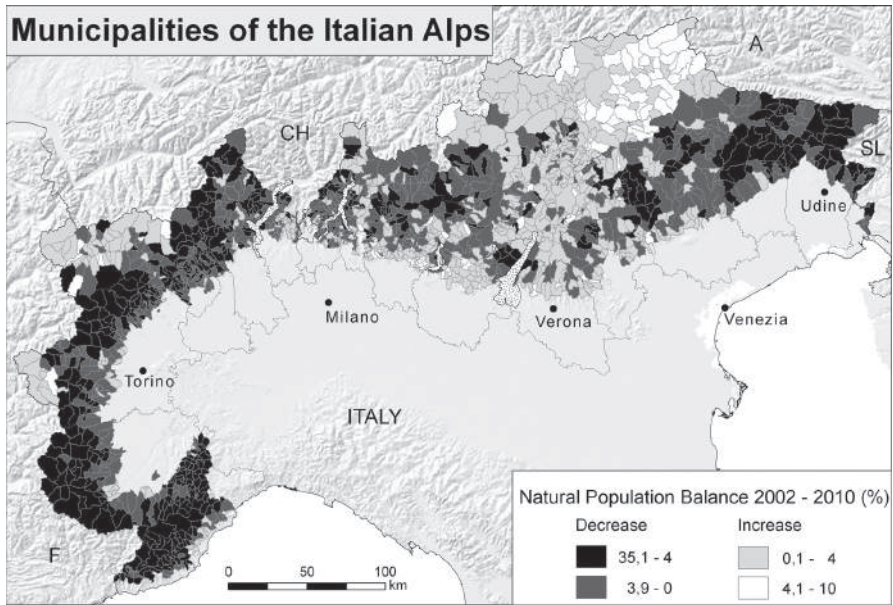 Municipalities of the Italian Alps
A
CH
SL
Udine
Milano
Verona
Venezia
Torino
ITALY
F
0 50 100
km
Natural Population Balance 2002 - 2010 (%)
Decrease Increase
35,1 - 4 0,1 - 4
3,9 - 0 4,1 - 10